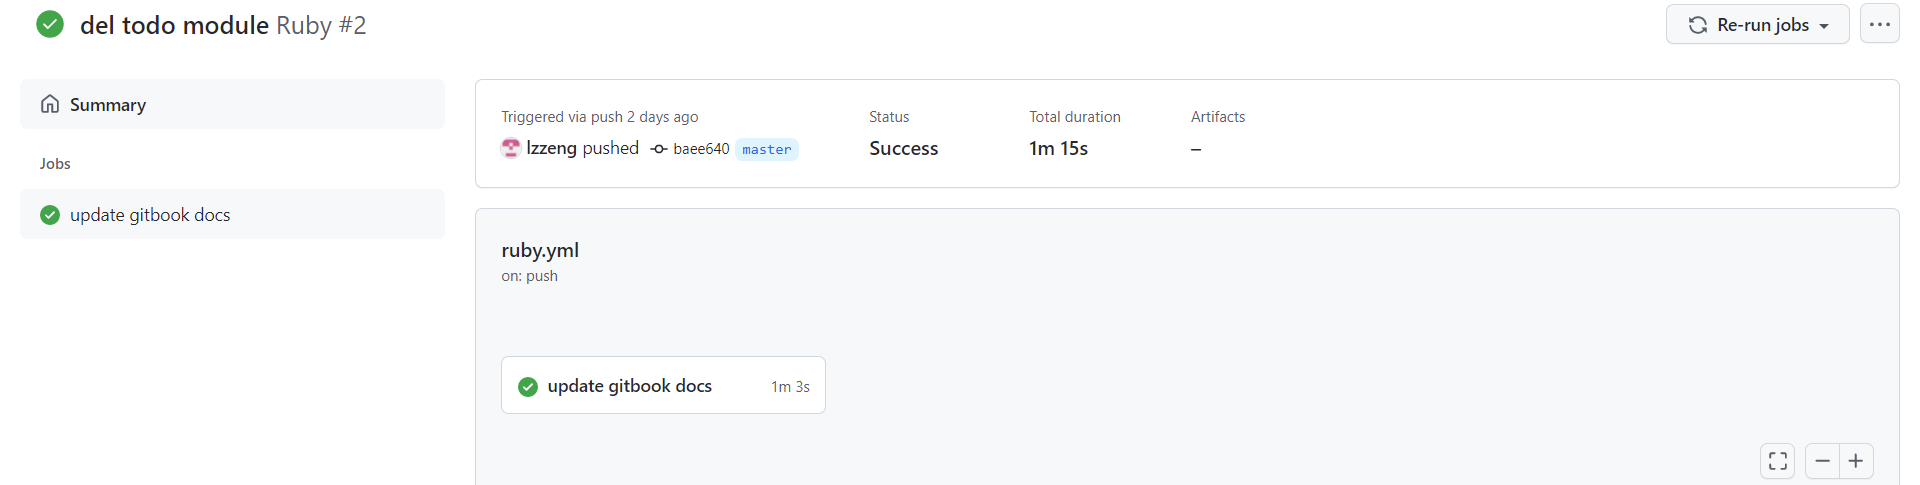 del todo module Ruby #2
Re-run jobs
Summary
Jobs
update gitbook docs
Triggered via push 2 days ago
lzzeng pushed baee640 master
Status
Success
Total duration
1m 15s
Artifacts
–
ruby.yml
on: push
update gitbook docs 1m 3s